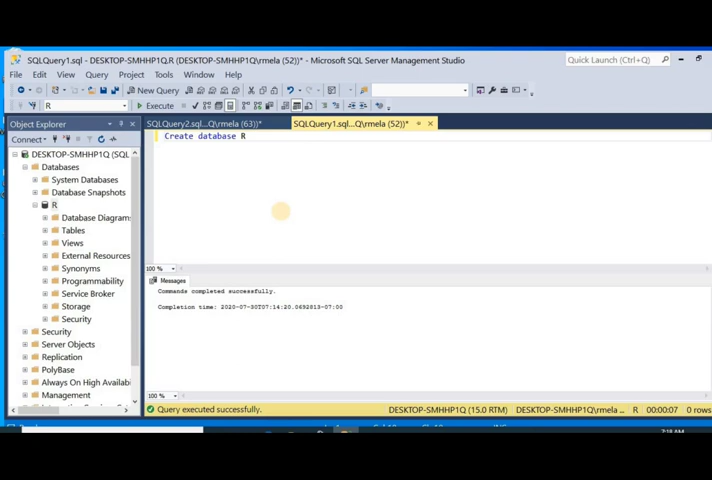 SQLQuery1.sql - DESKTOP-SMHHP1Q.R (DESKTOP-SMHHP1Q\rmela (52))* - Microsoft SQL Server Management Studio
Quick Launch (Ctrl+Q)
File Edit View Query Project Tools Window Help
New Query
R
Execute
Object Explorer
SQLQuery2.sql...Q\rmela (63))*
SQLQuery1.sql...Q\rmela (52))*
Connect
Create database R
DESKTOP-SMHHP1Q (SQL
Databases
System Databases
Database Snapshots
R
Database Diagrams
Tables
Views
External Resources
Synonyms
Programmability
Service Broker
Storage
Security
Security
Server Objects
Replication
PolyBase
Always On High Availabi
Management
100 %
Messages
Commands completed successfully.
Completion time: 2020-07-30T07:14:20.0692813-07:00
100 %
Query executed successfully.
DESKTOP-SMHHP1Q (15.0 RTM)
DESKTOP-SMHHP1Q\rmela ...
R
00:00:07
0 rows